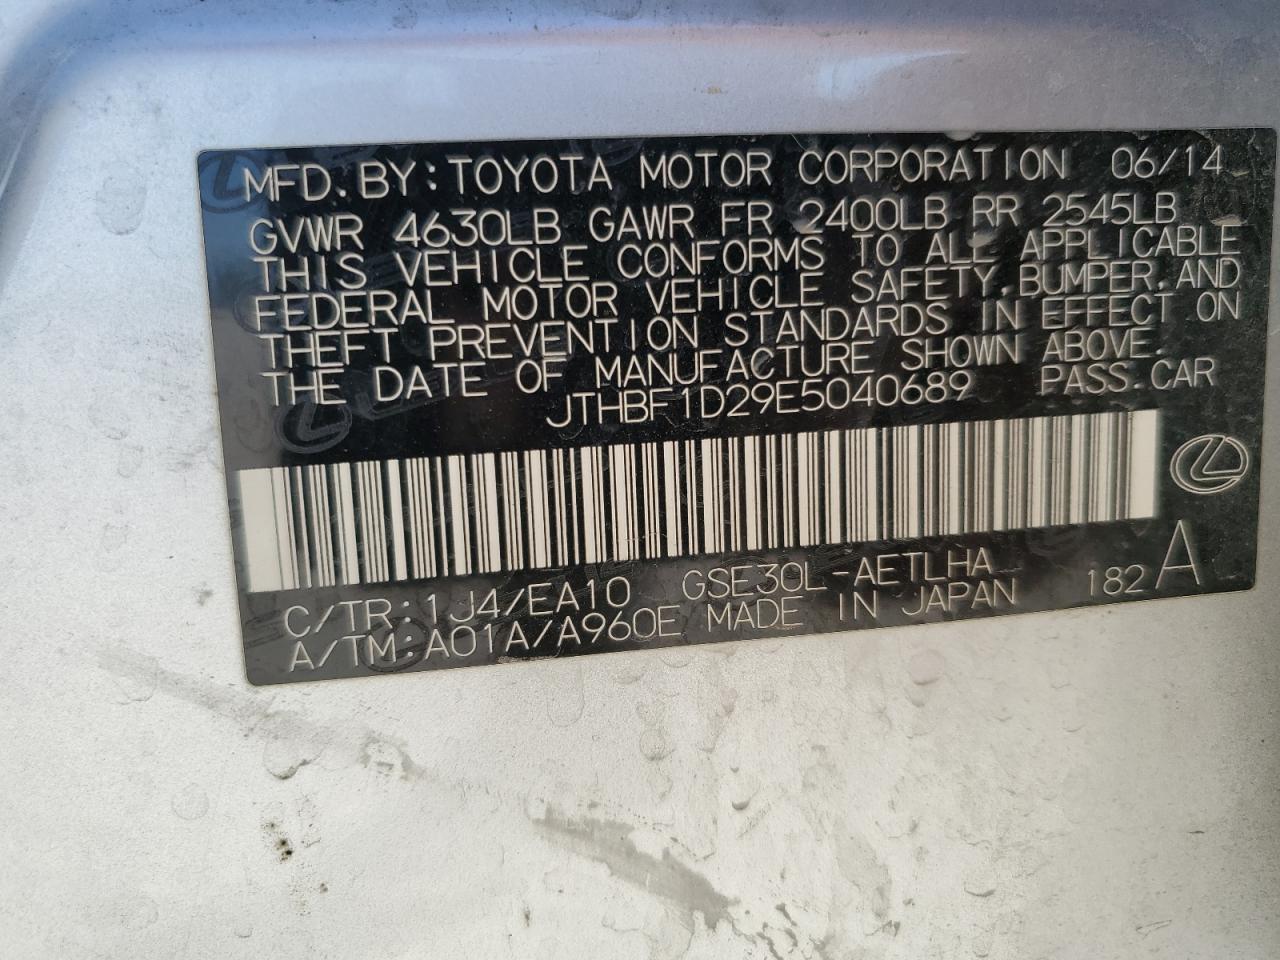 MFD. BY: TOYOTA MOTOR CORPORATION 06/14
GVWR 4630LB GAWR FR 2400LB RR 2545LB
THIS VEHICLE CONFORMS TO ALL APPLICABLE
FEDERAL MOTOR VEHICLE SAFETY, BUMPER, AND
THEFT PREVENTION STANDARDS IN EFFECT ON
THE DATE OF MANUFACTURE SHOWN ABOVE.
JTHBF1D29E5040689 PASS. CAR
C/TR: 1J4/EA10 GSE30L-AETLHA
A/TM: A01A/A960E MADE IN JAPAN 182 A